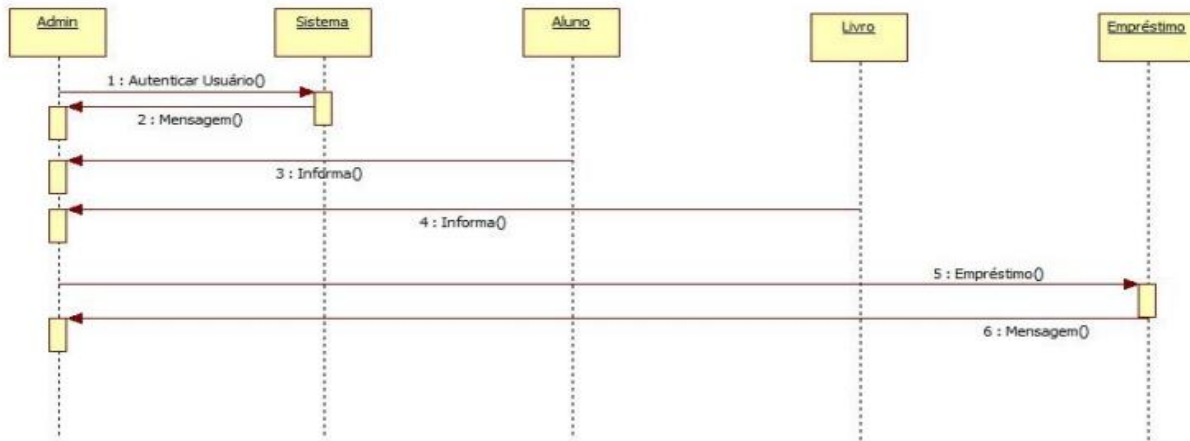 Admin
Sistema
Aluno
Livro
Empréstimo
1 : Autenticar Usuário()
2 : Mensagem()
3 : Informa()
4 : Informa()
5 : Empréstimo()
6 : Mensagem()